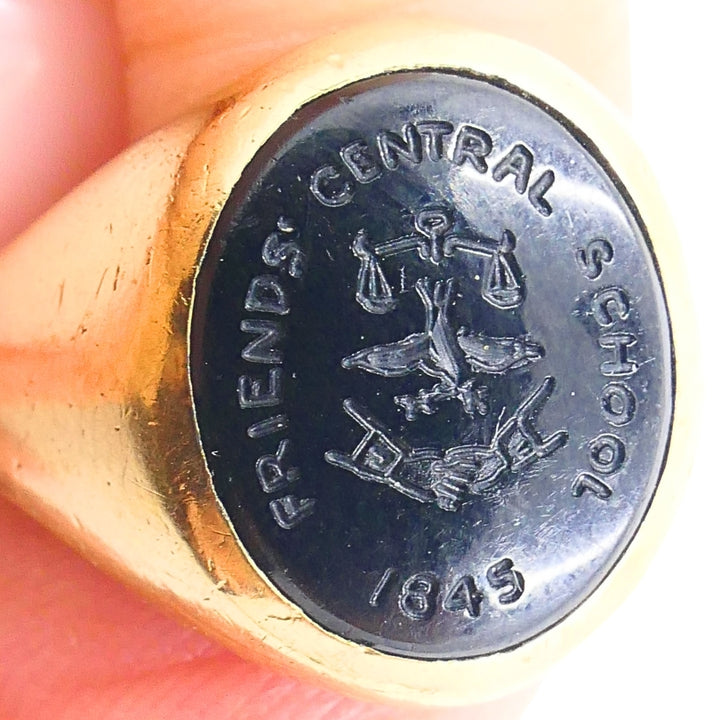 FRIENDS' CENTRAL SCHOOL
1845